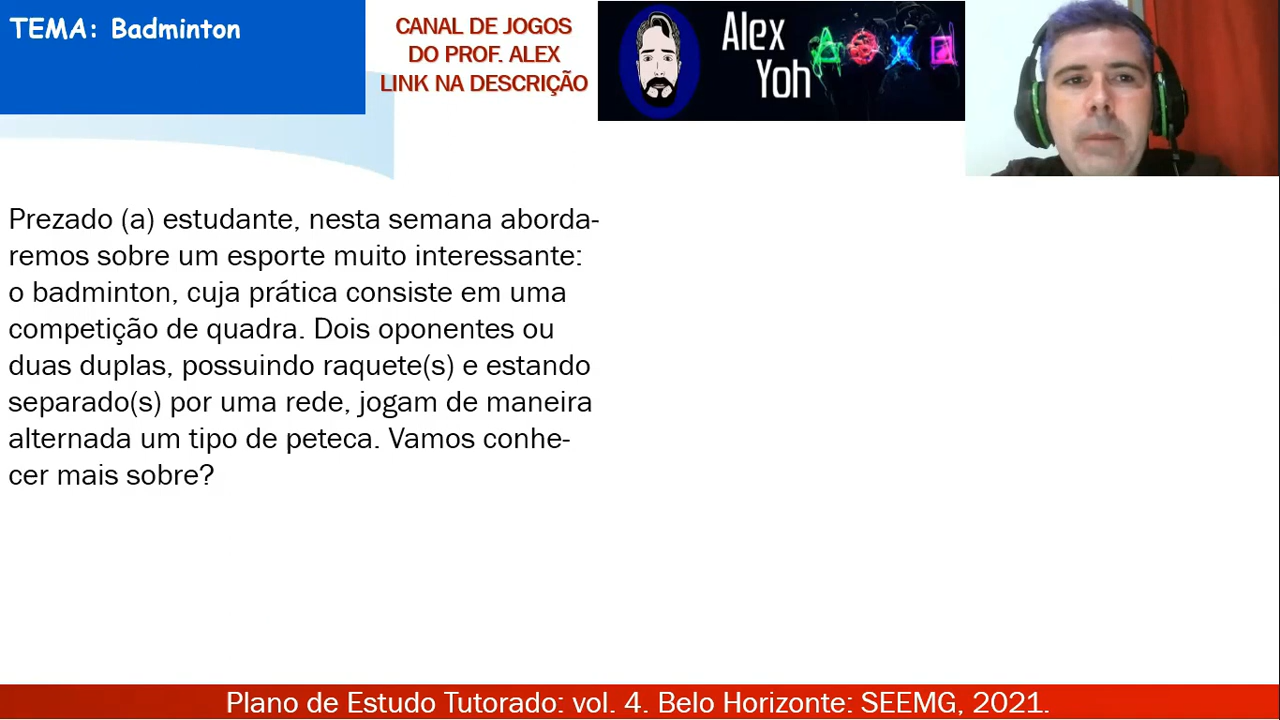 TEMA: Badminton
CANAL DE JOGOS
DO PROF. ALEX
LINK NA DESCRIÇÃO
Alex
Yoh
Prezado (a) estudante, nesta semana aborda-
remos sobre um esporte muito interessante:
o badminton, cuja prática consiste em uma
competição de quadra. Dois oponentes ou
duas duplas, possuindo raquete(s) e estando
separado(s) por uma rede, jogam de maneira
alternada um tipo de peteca. Vamos conhe-
cer mais sobre?
Plano de Estudo Tutorado: vol. 4. Belo Horizonte: SEEMG, 2021.